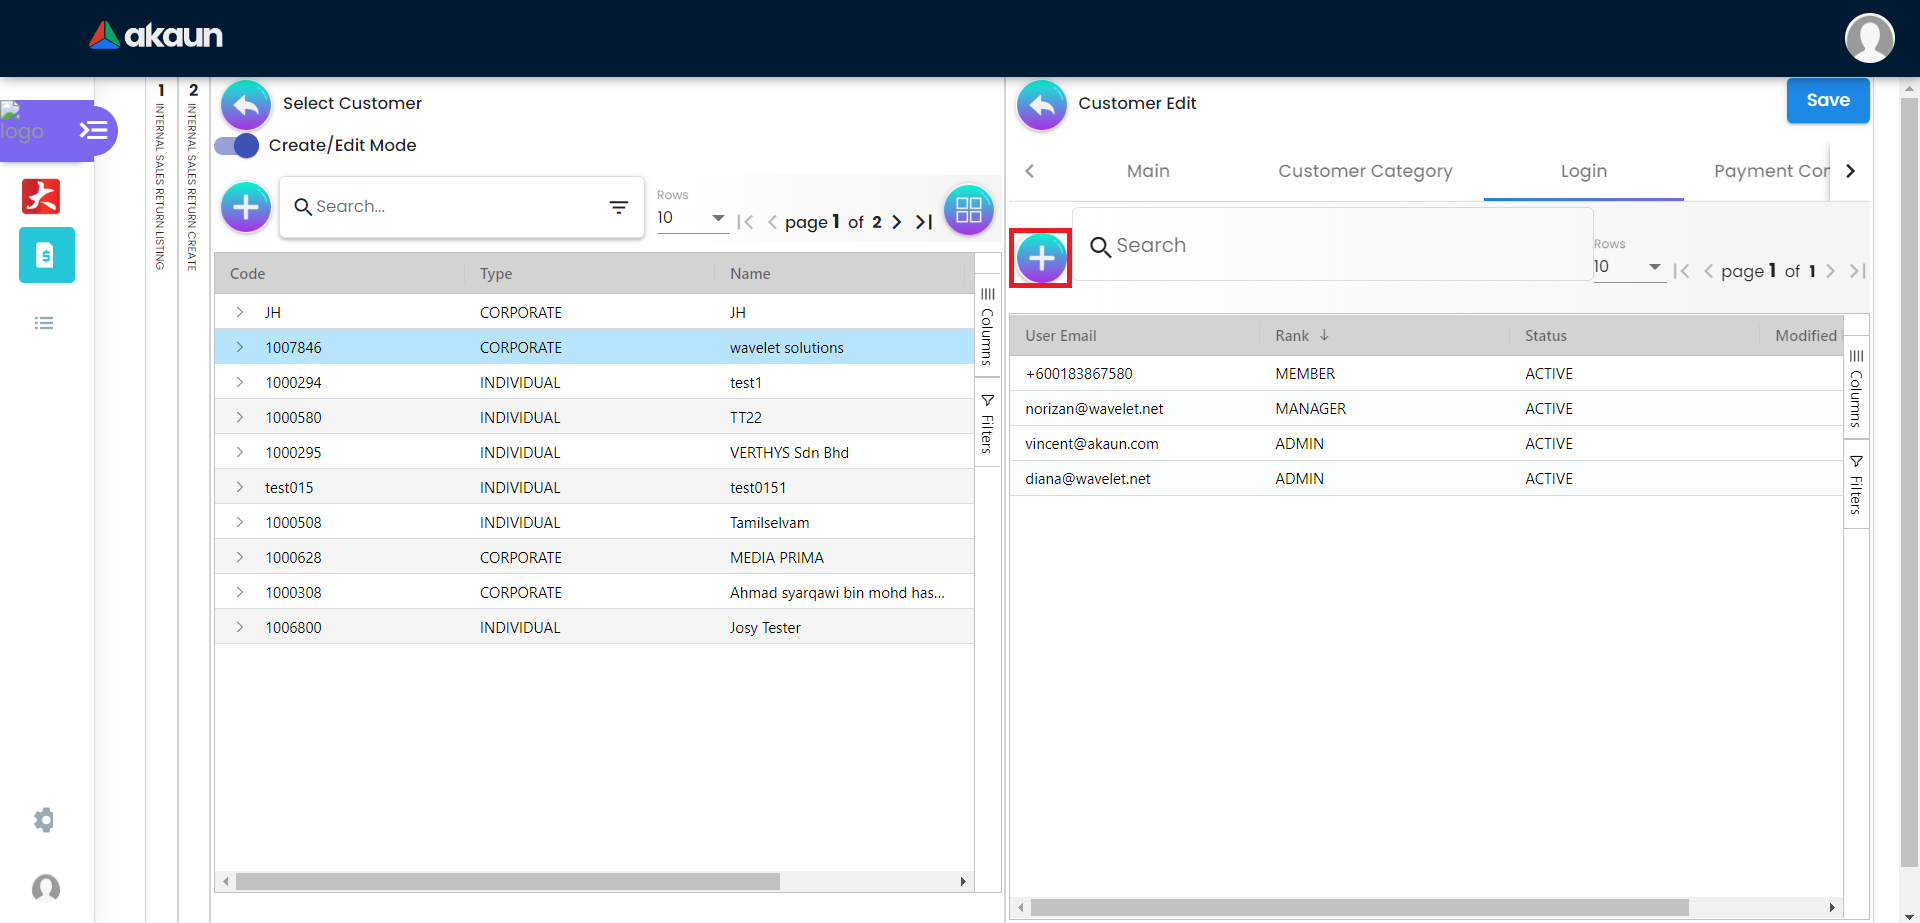 akaun
logo
1
INTERNAL SALES RETURN LISTING
2
INTERNAL SALES RETURN CREATE
Select Customer
Create/Edit Mode
Search...
Rows
10
page 1 of 2
Code Type Name
JH CORPORATE JH
1007846 CORPORATE wavelet solutions
1000294 INDIVIDUAL test1
1000580 INDIVIDUAL TT22
1000295 INDIVIDUAL VERTHYS Sdn Bhd
test015 INDIVIDUAL test0151
1000508 INDIVIDUAL Tamilselvam
1000628 CORPORATE MEDIA PRIMA
1000308 CORPORATE Ahmad syarqawi bin mohd has...
1006800 INDIVIDUAL Josy Tester
Columns
Filters
Customer Edit
Save
Main Customer Category Login Payment Cor
Search
Rows
10
page 1 of 1
User Email Rank Status Modified
+600183867580 MEMBER ACTIVE
norizan@wavelet.net MANAGER ACTIVE
vincent@akaun.com ADMIN ACTIVE
diana@wavelet.net ADMIN ACTIVE
Columns
Filters